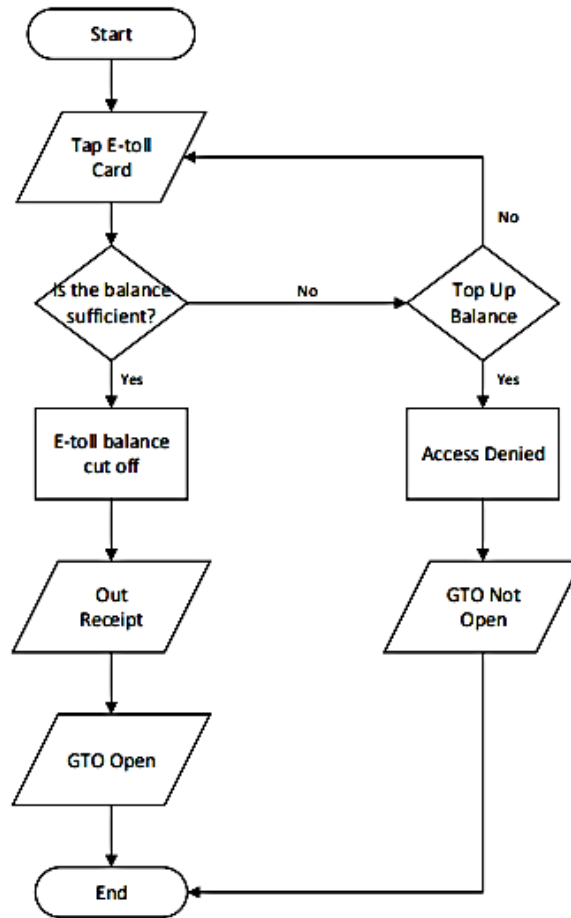 Start
Tap E-toll
Card
No
Is the balance
sufficient?
No
Top Up
Balance
Yes
Yes
E-toll balance
cut off
Access Denied
Out
Receipt
GTO Not
Open
GTO Open
End